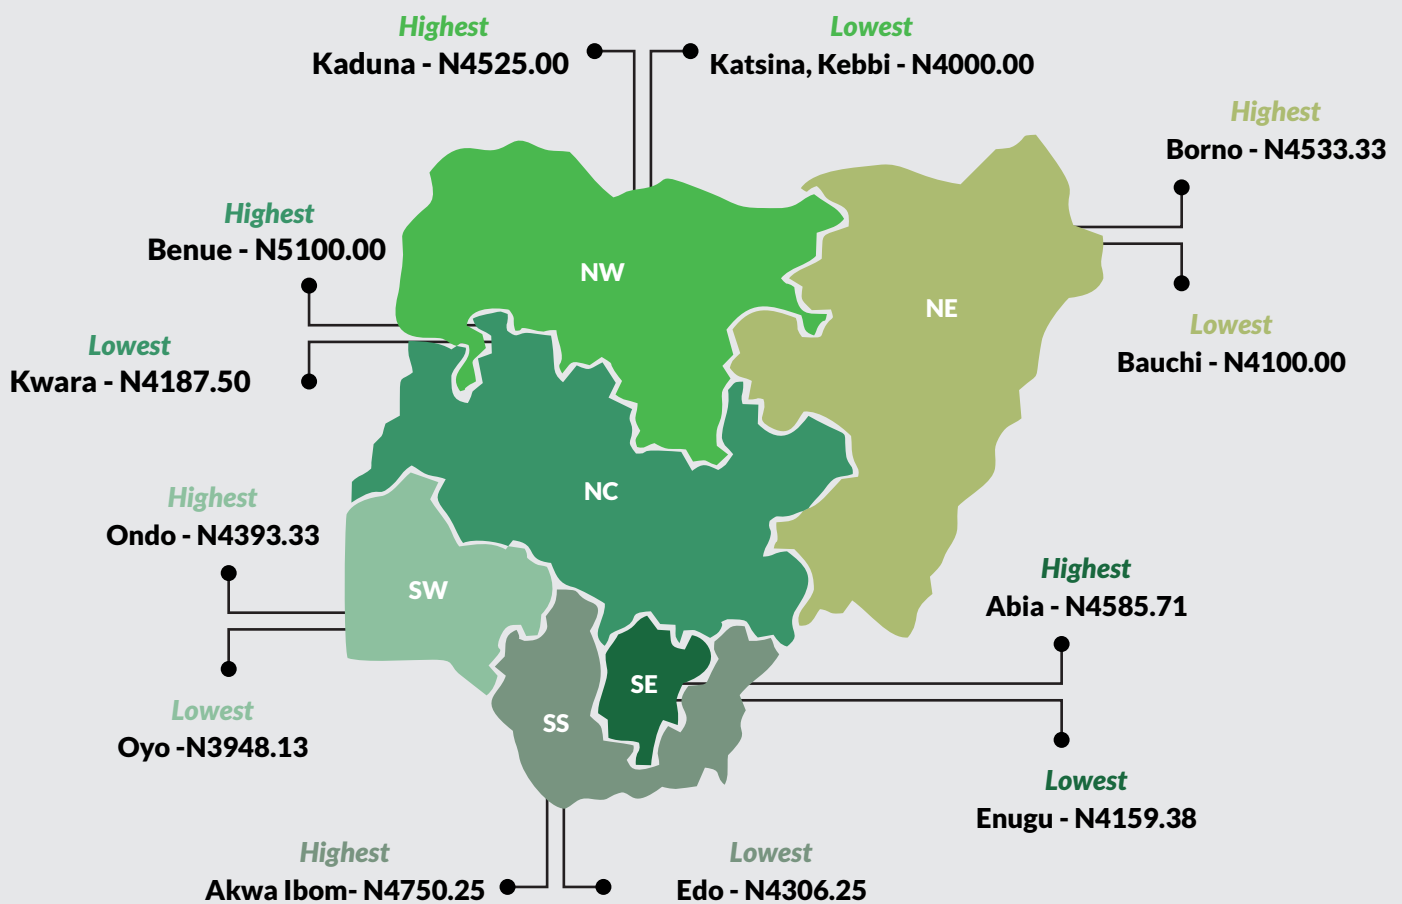 Highest
Kaduna - N4525.00
Lowest
Katsina, Kebbi - N4000.00
Highest
Borno - N4533.33
Lowest
Bauchi - N4100.00
Highest
Benue - N5100.00
Lowest
Kwara - N4187.50
NW
NE
NC
Highest
Ondo - N4393.33
Lowest
Oyo -N3948.13
SW
SS
SE
Highest
Abia - N4585.71
Lowest
Enugu - N4159.38
Highest
Akwa Ibom- N4750.25
Lowest
Edo - N4306.25